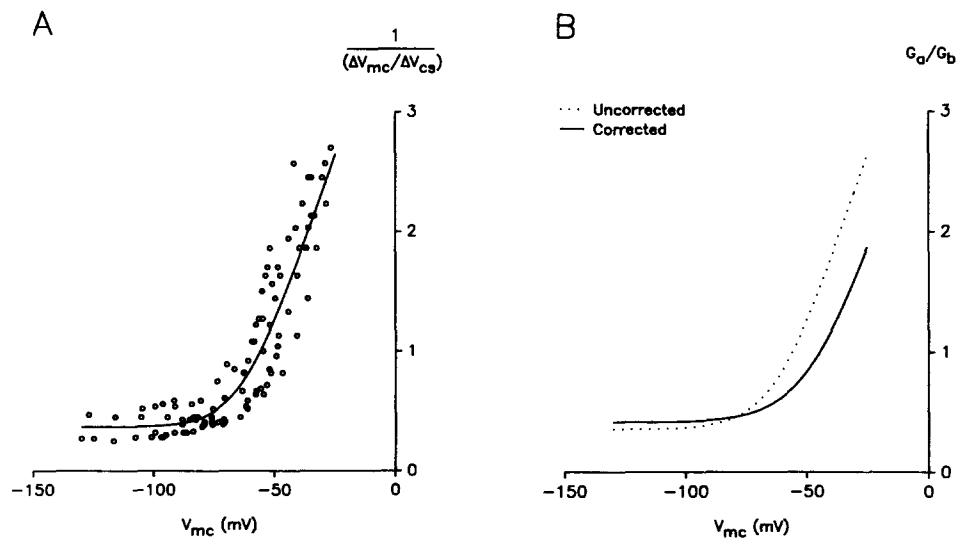 A
1
(ΔVmc/ΔVcs)
3
2
1
0
−150
−100
−50
0
Vmc (mV)
B
Ga/Gb
Uncorrected
Corrected
3
2
1
0
−150
−100
−50
0
Vmc (mV)